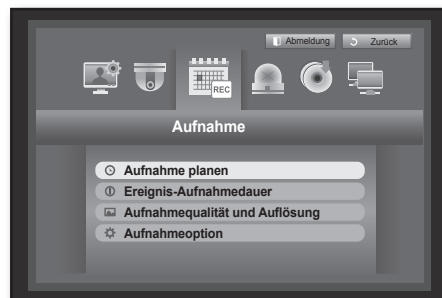 Abmeldung
Zurück
REC
Aufnahme
Aufnahme planen
Ereignis-Aufnahmedauer
Aufnahmequalität und Auflösung
Aufnahmeoption